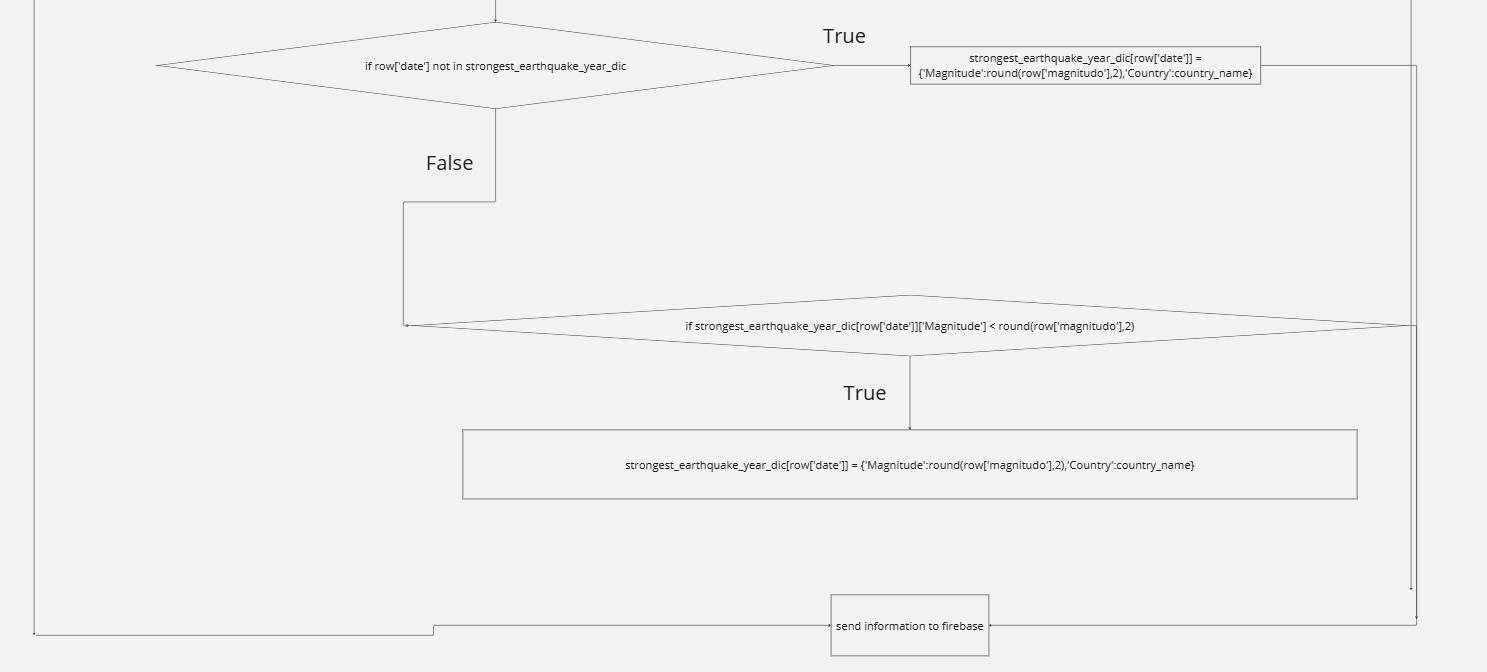 True
if row['date'] not in strongest_earthquake_year_dic
strongest_earthquake_year_dic[row['date']] =
{'Magnitude':round(row['magnitudo'],2),'Country':country_name}
False
if strongest_earthquake_year_dic[row['date']]['Magnitude'] < round(row['magnitudo'],2)
True
strongest_earthquake_year_dic[row['date']] = {'Magnitude':round(row['magnitudo'],2),'Country':country_name}
send information to firebase